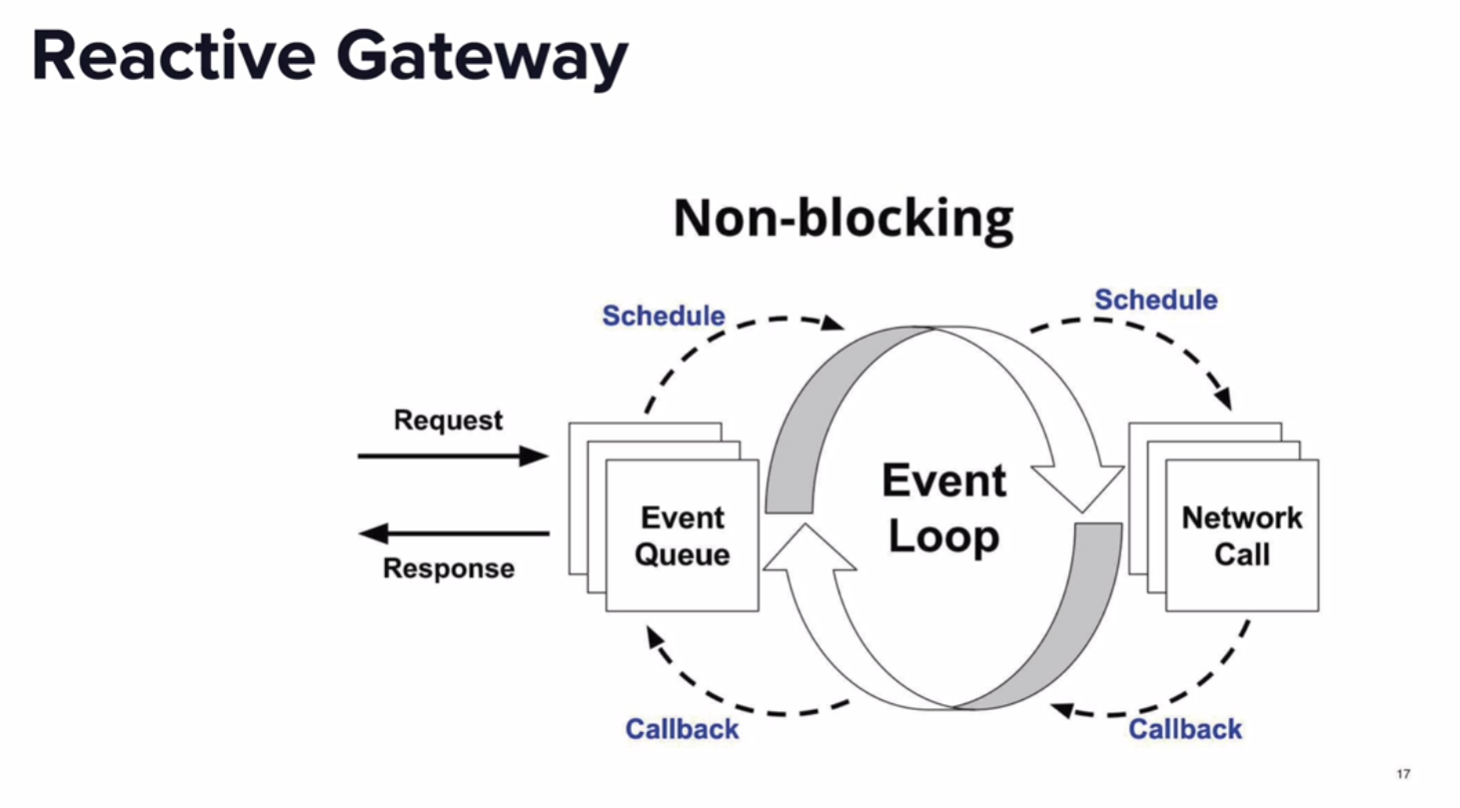 Reactive Gateway
Non-blocking
Schedule
Schedule
Request
Event
Queue
Event
Loop
Network
Call
Response
Callback
Callback
17